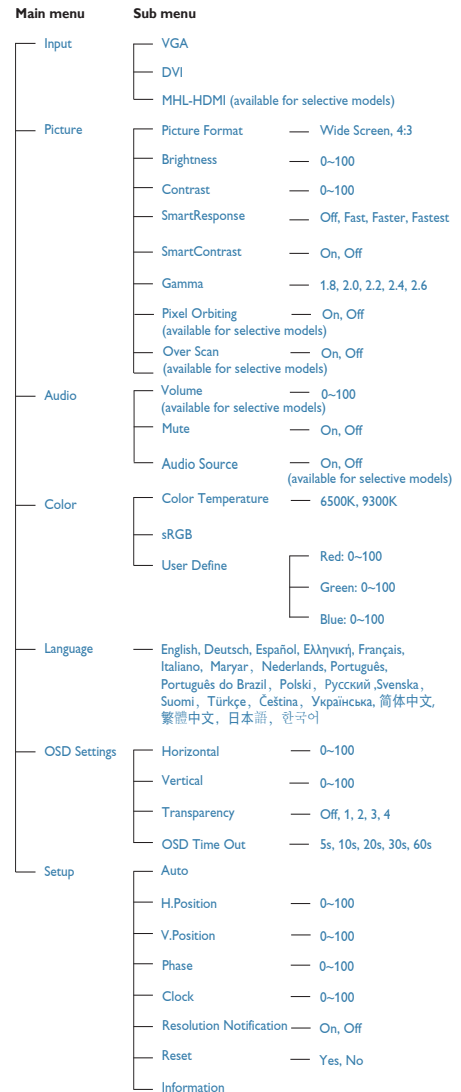 Main menu Sub menu
Input VGA
DVI
MHL-HDMI (available for selective models)
Picture Picture Format Wide Screen, 4:3
Brightness 0~100
Contrast 0~100
SmartResponse Off, Fast, Faster, Fastest
SmartContrast On, Off
Gamma 1.8, 2.0, 2.2, 2.4, 2.6
Pixel Orbiting On, Off
(available for selective models)
Over Scan On, Off
(available for selective models)
Audio Volume 0~100
(available for selective models)
Mute On, Off
Audio Source On, Off
(available for selective models)
Color Color Temperature 6500K, 9300K
sRGB
User Define Red: 0~100
Green: 0~100
Blue: 0~100
Language English, Deutsch, Español, Ελληνική, Français,
Italiano, Maryar, Nederlands, Português,
Português do Brazil, Polski, Русский ,Svenska,
Suomi, Türkçe, Čeština, Українська, 简体中文,
繁體中文, 日本語, 한국어
OSD Settings Horizontal 0~100
Vertical 0~100
Transparency Off, 1, 2, 3, 4
OSD Time Out 5s, 10s, 20s, 30s, 60s
Setup Auto
H.Position 0~100
V.Position 0~100
Phase 0~100
Clock 0~100
Resolution Notification On, Off
Reset Yes, No
Information